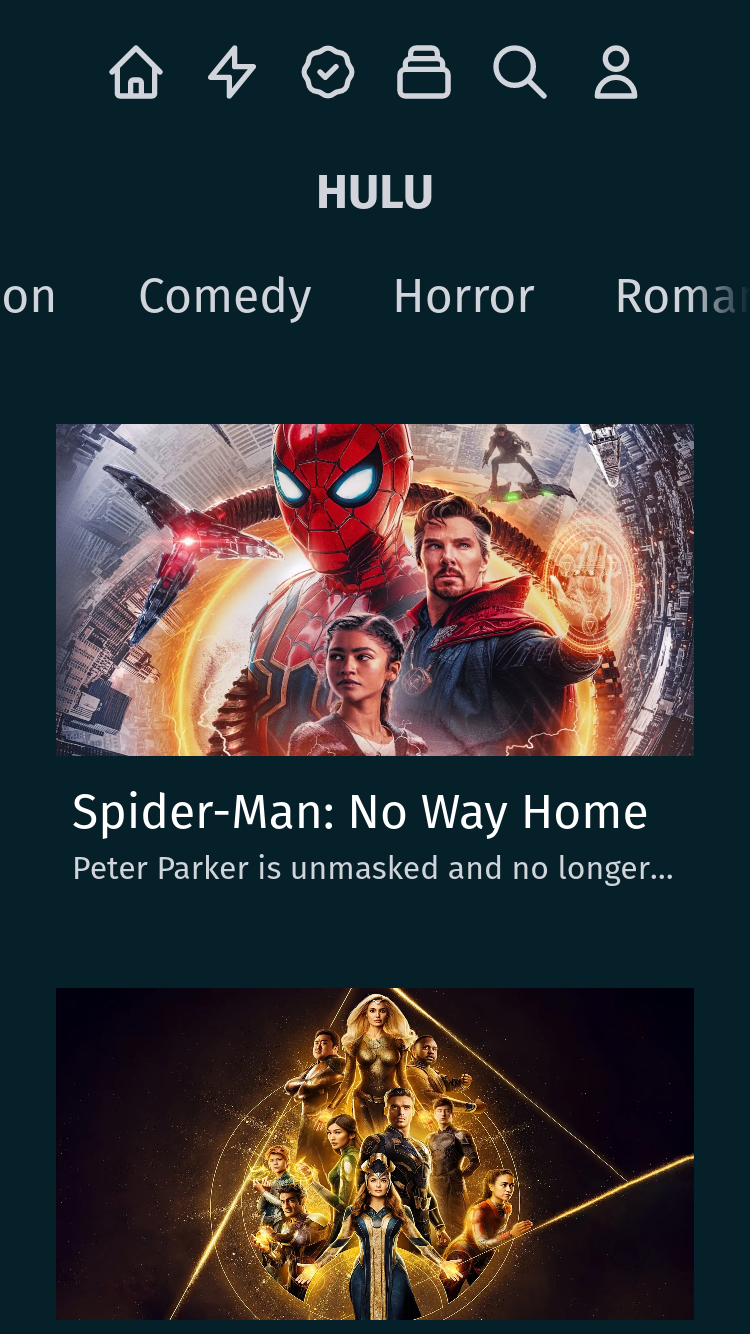 HULU
on Comedy Horror Roma
Spider-Man: No Way Home
Peter Parker is unmasked and no longer...